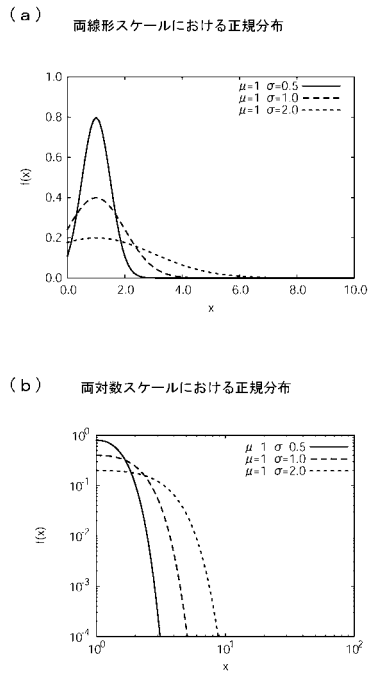 (a) 両線形スケールにおける正規分布
μ=1 σ=0.5
μ=1 σ=1.0
μ=1 σ=2.0
1.0
0.8
0.6
0.4
0.2
0.0
f(x)
0.0 2.0 4.0 6.0 8.0 10.0
x
(b) 両対数スケールにおける正規分布
μ 1 σ 0.5
μ=1 σ=1.0
μ=1 σ=2.0
10⁰
10⁻¹
10⁻²
10⁻³
10⁻⁴
f(x)
10⁰ 10¹ 10²
x